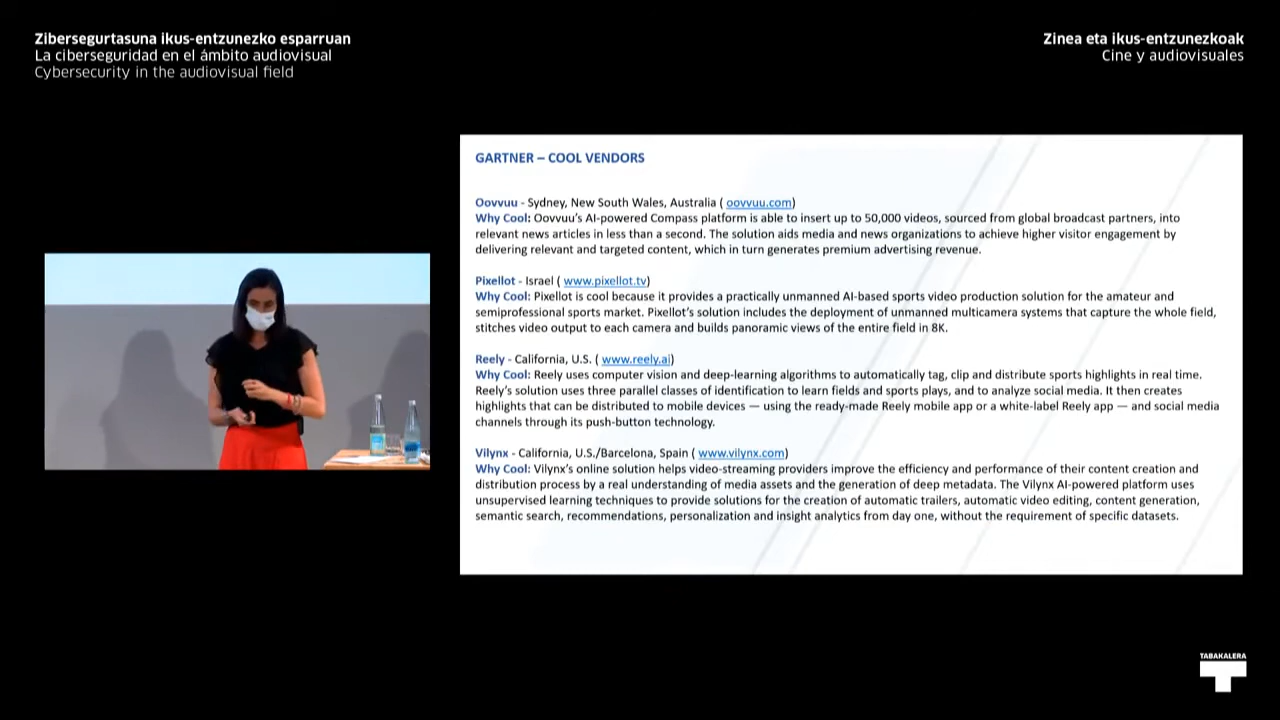 Zibersegurtasuna ikus-entzunezko esparruan
La ciberseguridad en el ámbito audiovisual
Cybersecurity in the audiovisual field
Zinea eta ikus-entzunezkoak
Cine y audiovisuales
GARTNER – COOL VENDORS
Oovvuu - Sydney, New South Wales, Australia ( oovvuu.com)
Why Cool: Oovvuu's AI-powered Compass platform is able to insert up to 50,000 videos, sourced from global broadcast partners, into
relevant news articles in less than a second. The solution aids media and news organizations to achieve higher visitor engagement by
delivering relevant and targeted content, which in turn generates premium advertising revenue.
Pixellot - Israel ( www.pixellot.tv)
Why Cool: Pixellot is cool because it provides a practically unmanned AI-based sports video production solution for the amateur and
semiprofessional sports market. Pixellot's solution includes the deployment of unmanned multicamera systems that capture the whole field,
stitches video output to each camera and builds panoramic views of the entire field in 8K.
Reely - California, U.S. ( www.reely.ai)
Why Cool: Reely uses computer vision and deep-learning algorithms to automatically tag, clip and distribute sports highlights in real time.
Reely's solution uses three parallel classes of identification to learn fields and sports plays, and to analyze social media. It then creates
highlights that can be distributed to mobile devices — using the ready-made Reely mobile app or a white-label Reely app — and social media
channels through its push-button technology.
Vilynx - California, U.S./Barcelona, Spain ( www.vilynx.com)
Why Cool: Vilynx's online solution helps video-streaming providers improve the efficiency and performance of their content creation and
distribution process by a real understanding of media assets and the generation of deep metadata. The Vilynx AI-powered platform uses
unsupervised learning techniques to provide solutions for the creation of automatic trailers, automatic video editing, content generation,
semantic search, recommendations, personalization and insight analytics from day one, without the requirement of specific datasets.
TABAKALERA